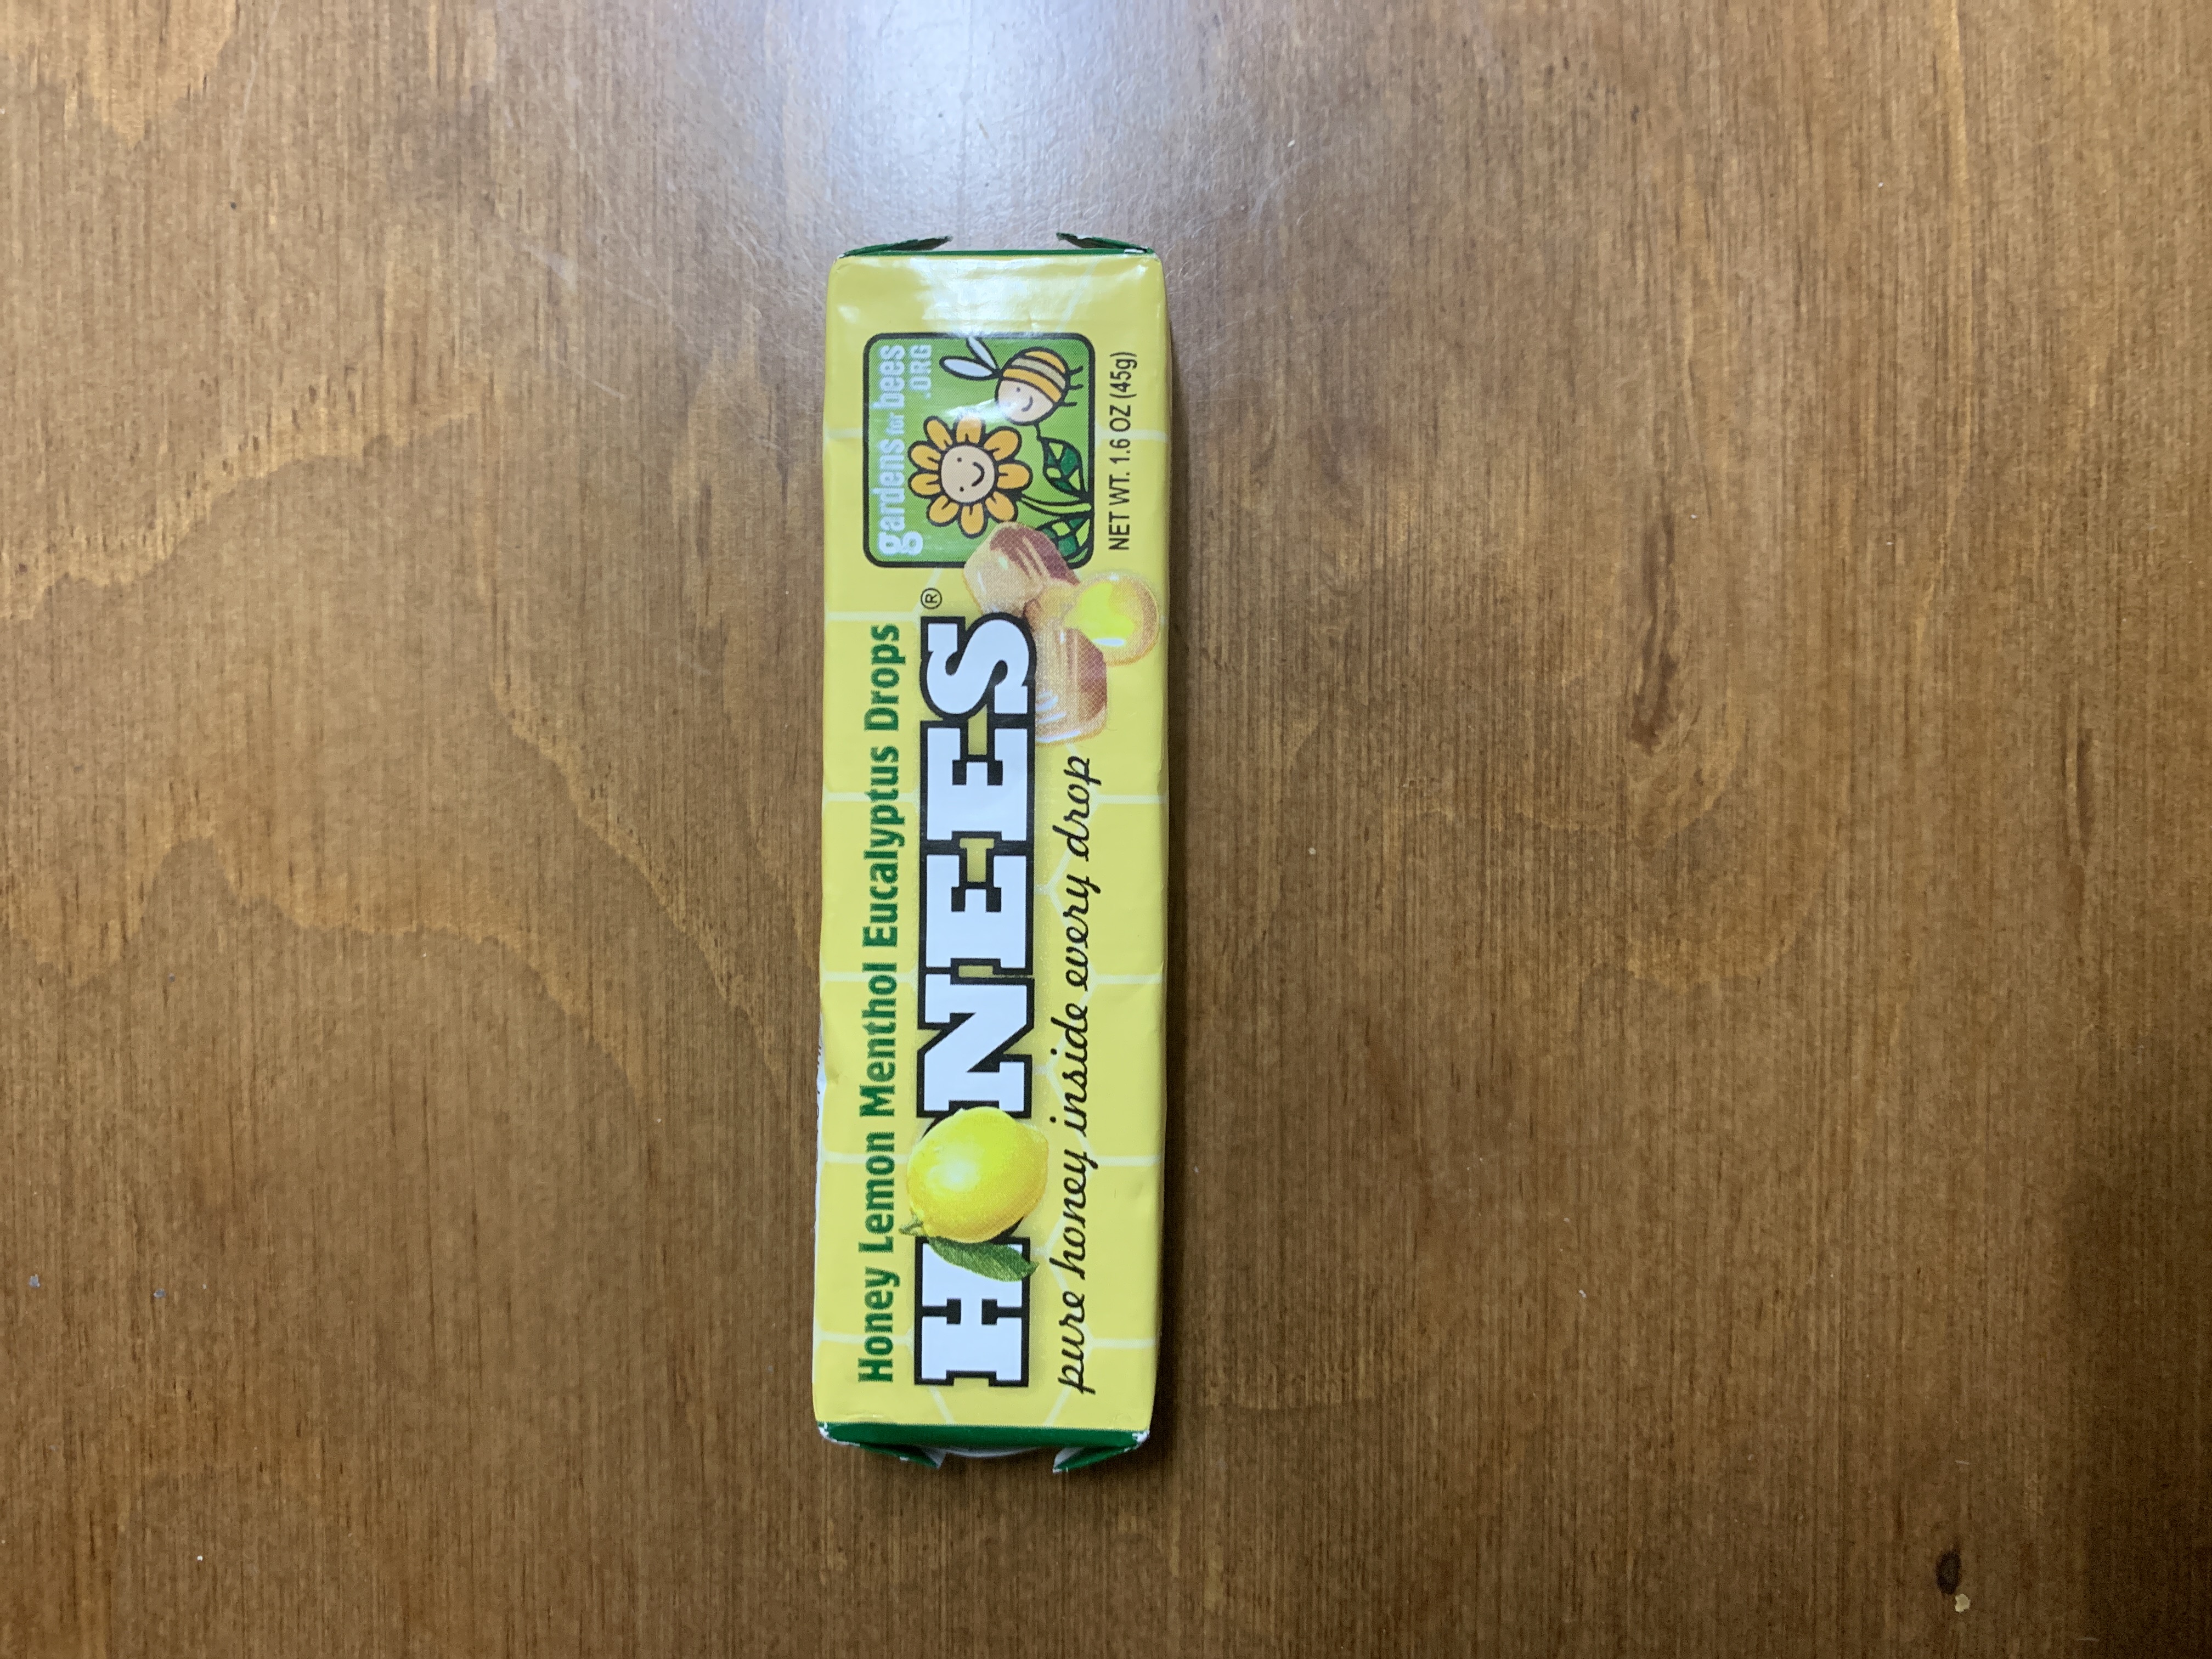 Honey Lemon Menthol Eucalyptus Drops
HONEES®
pure honey inside every drop
gardens for bees
.ORG
NET WT. 1.6 OZ (45g)